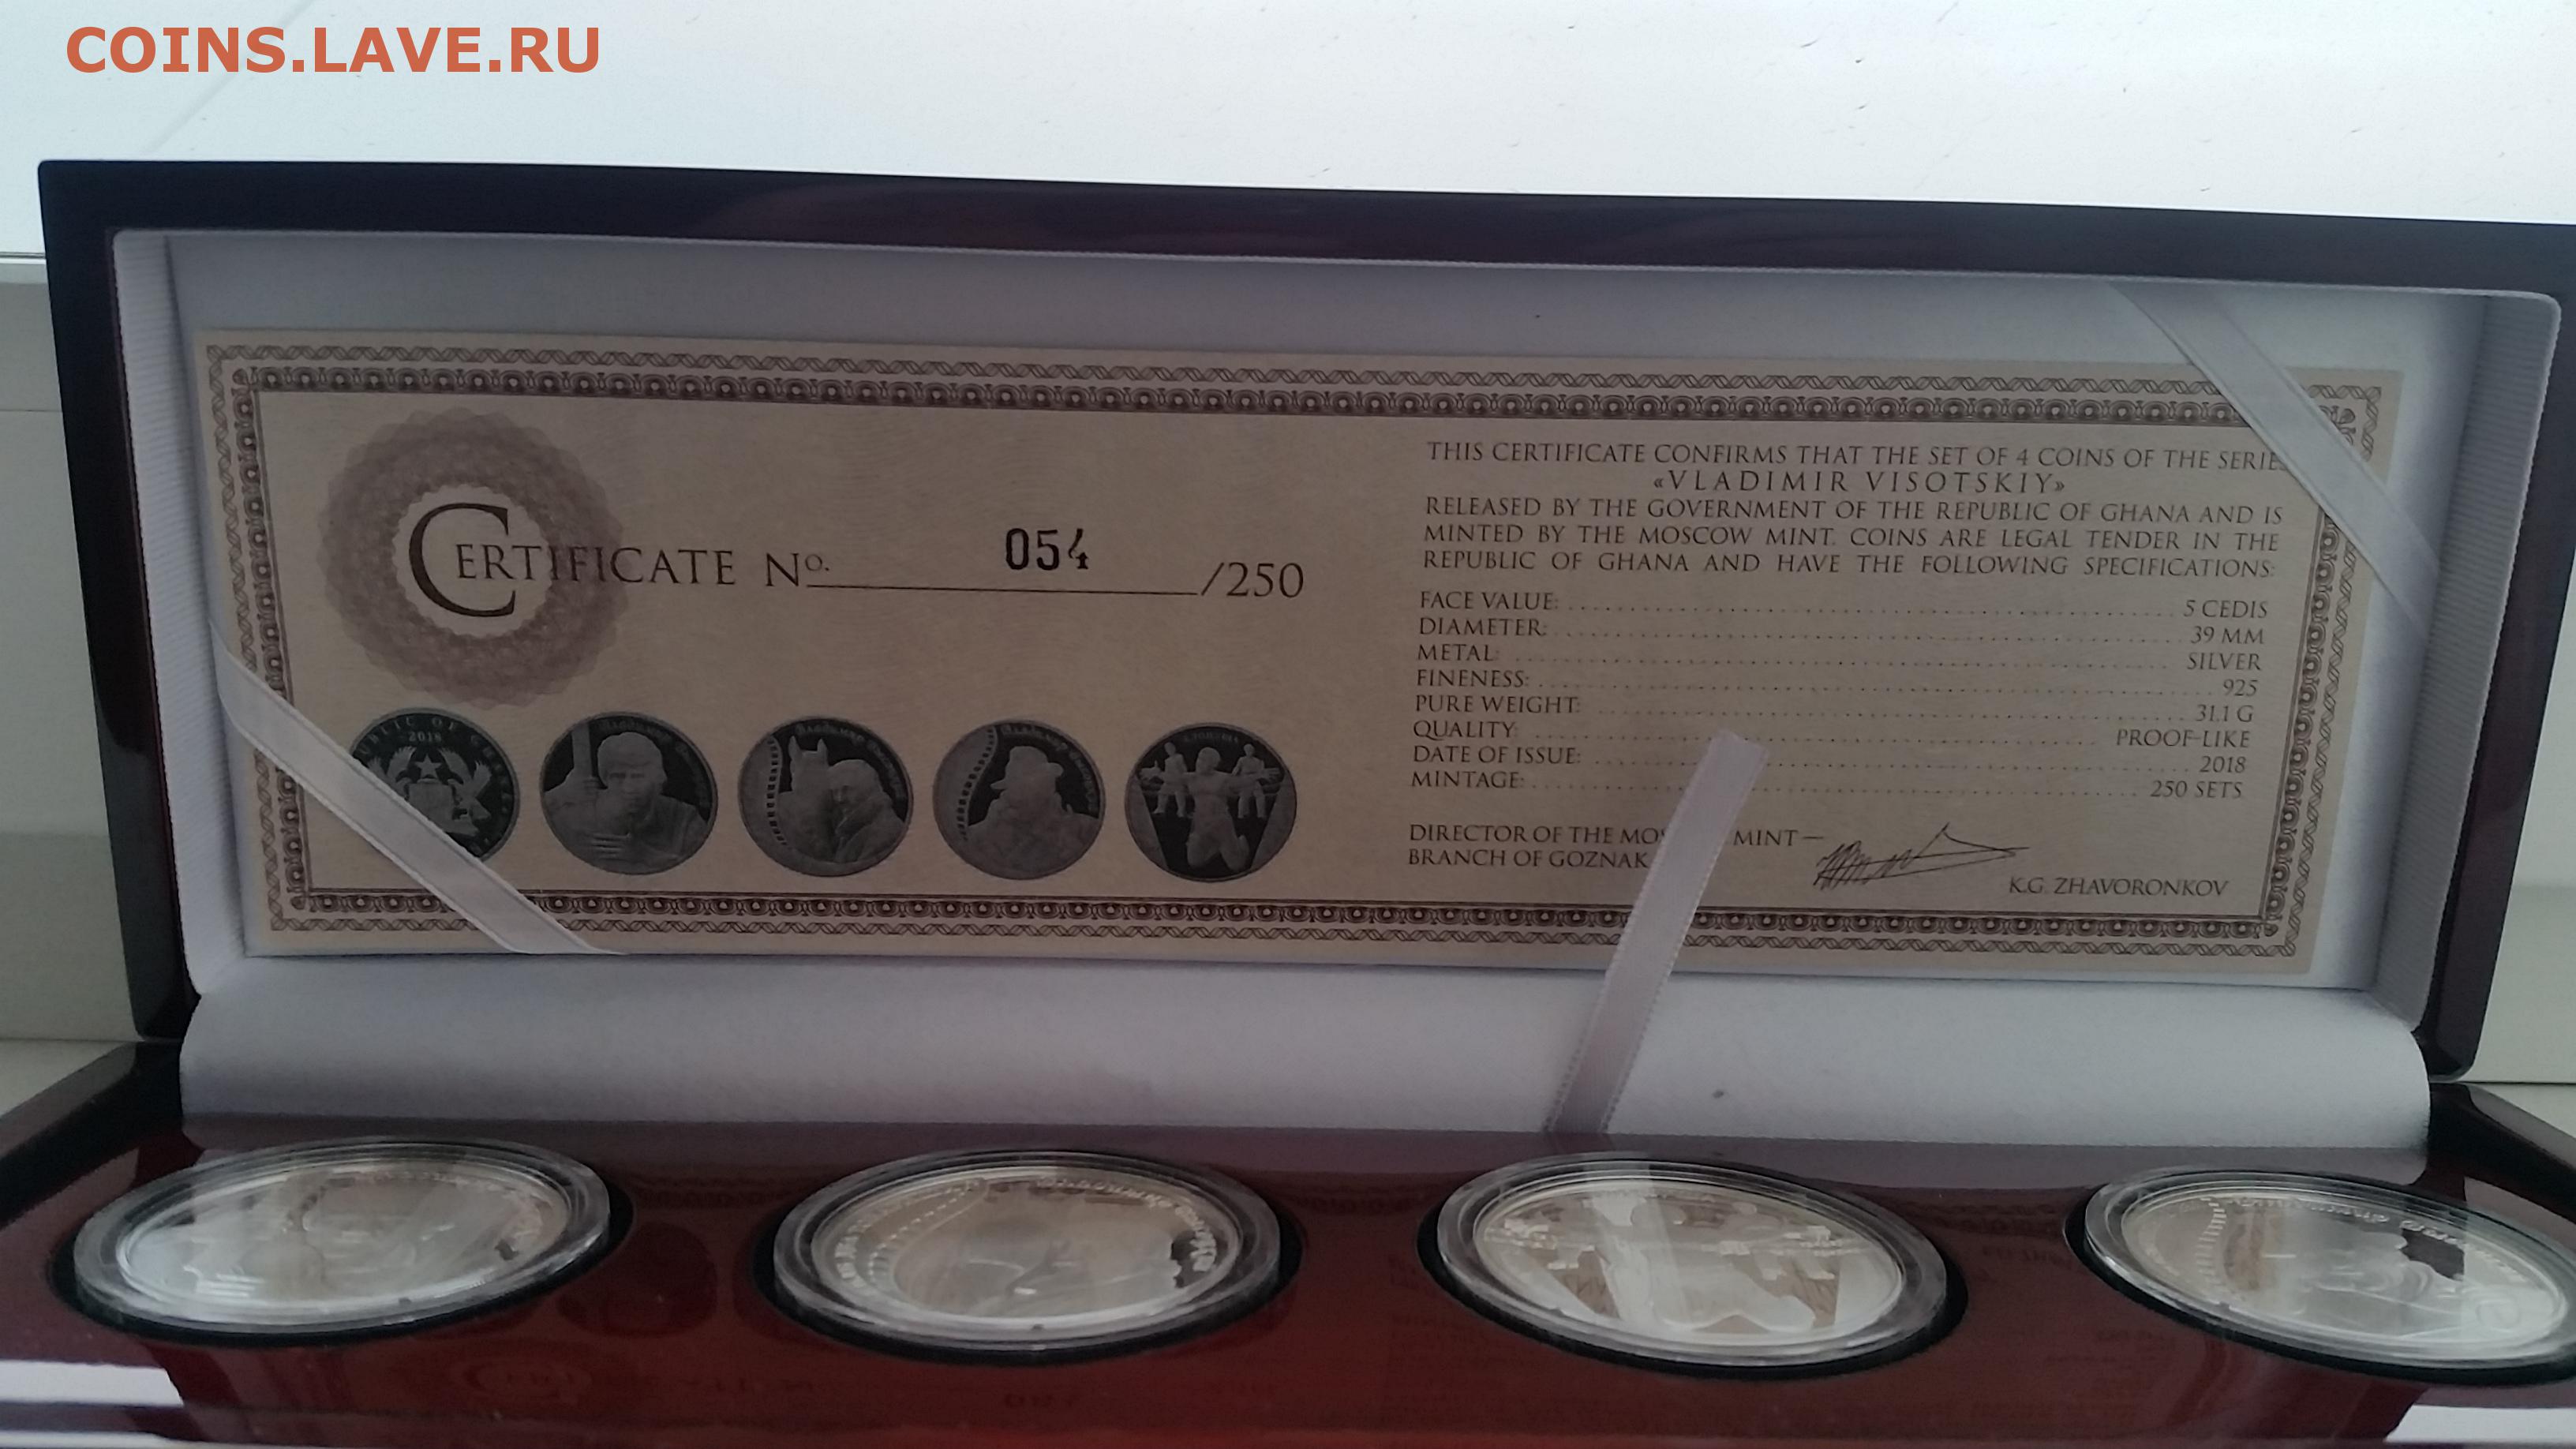 COINS.LAVE.RU
CERTIFICATE No. 054 /250
THIS CERTIFICATE CONFIRMS THAT THE SET OF 4 COINS OF THE SERIE
«VLADIMIR VISOTSKIY»
RELEASED BY THE GOVERNMENT OF THE REPUBLIC OF GHANA AND IS
MINTED BY THE MOSCOW MINT. COINS ARE LEGAL TENDER IN THE
REPUBLIC OF GHANA AND HAVE THE FOLLOWING SPECIFICATIONS:
FACE VALUE: 5 CEDIS
DIAMETER: 39 MM
METAL: SILVER
FINENESS: 925
PURE WEIGHT: 31.1 G
QUALITY: PROOF-LIKE
DATE OF ISSUE: 2018
MINTAGE: 250 SETS
DIRECTOR OF THE MOS MINT —
BRANCH OF GOZNAK
K.G. ZHAVORONKOV
2018